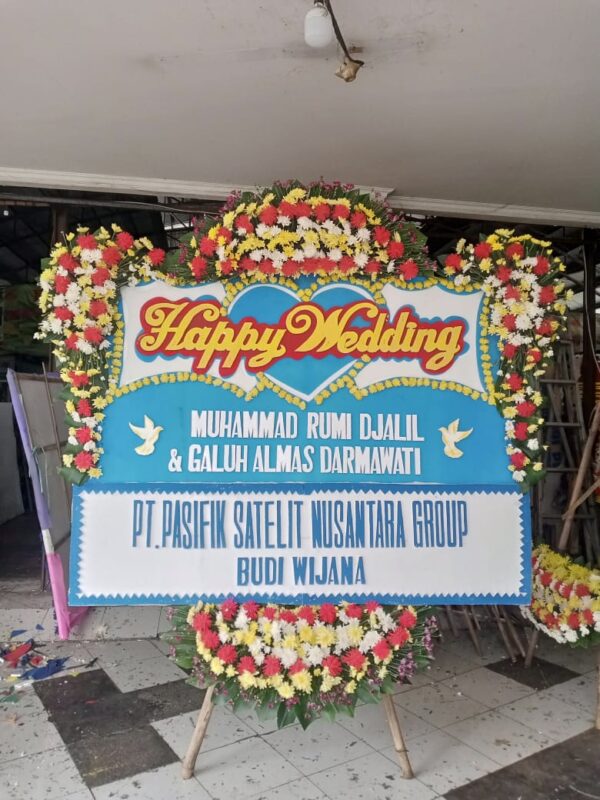 Happy Wedding
MUHAMMAD RUMI DJALIL
& GALUH ALMAS DARMAWATI
PT. PASIFIK SATELIT NUSANTARA GROUP
BUDI WIJANA